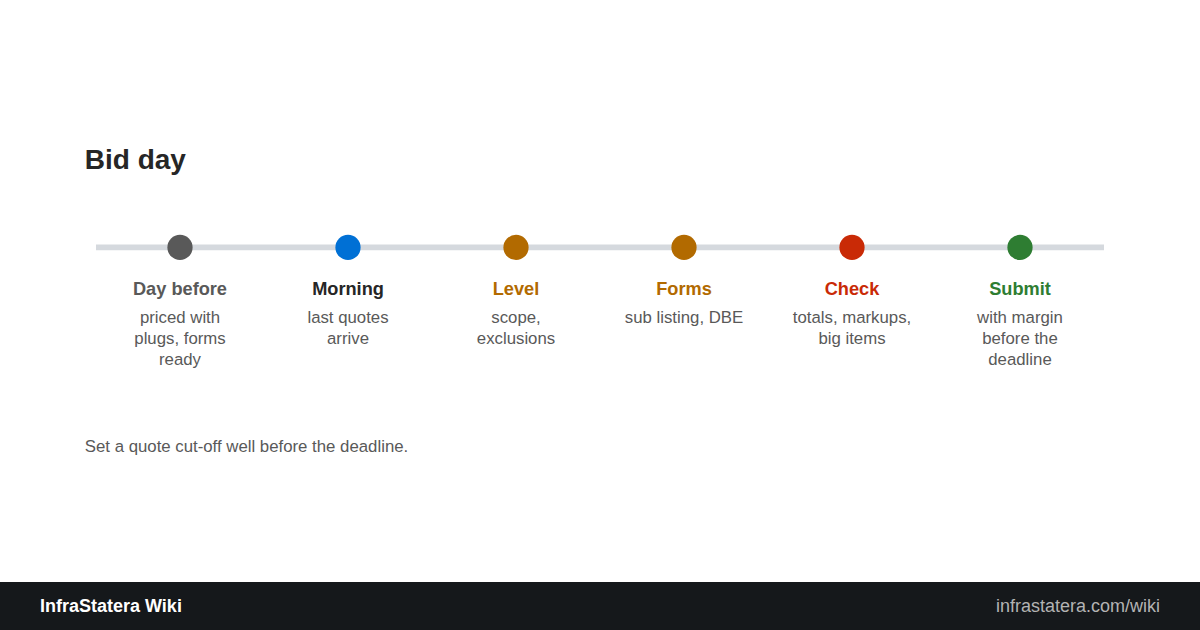 Bid day
Day before
priced with
plugs, forms
ready
Morning
last quotes
arrive
Level
scope,
exclusions
Forms
sub listing, DBE
Check
totals, markups,
big items
Submit
with margin
before the
deadline
Set a quote cut-off well before the deadline.
InfraStatera Wiki
infrastatera.com/wiki